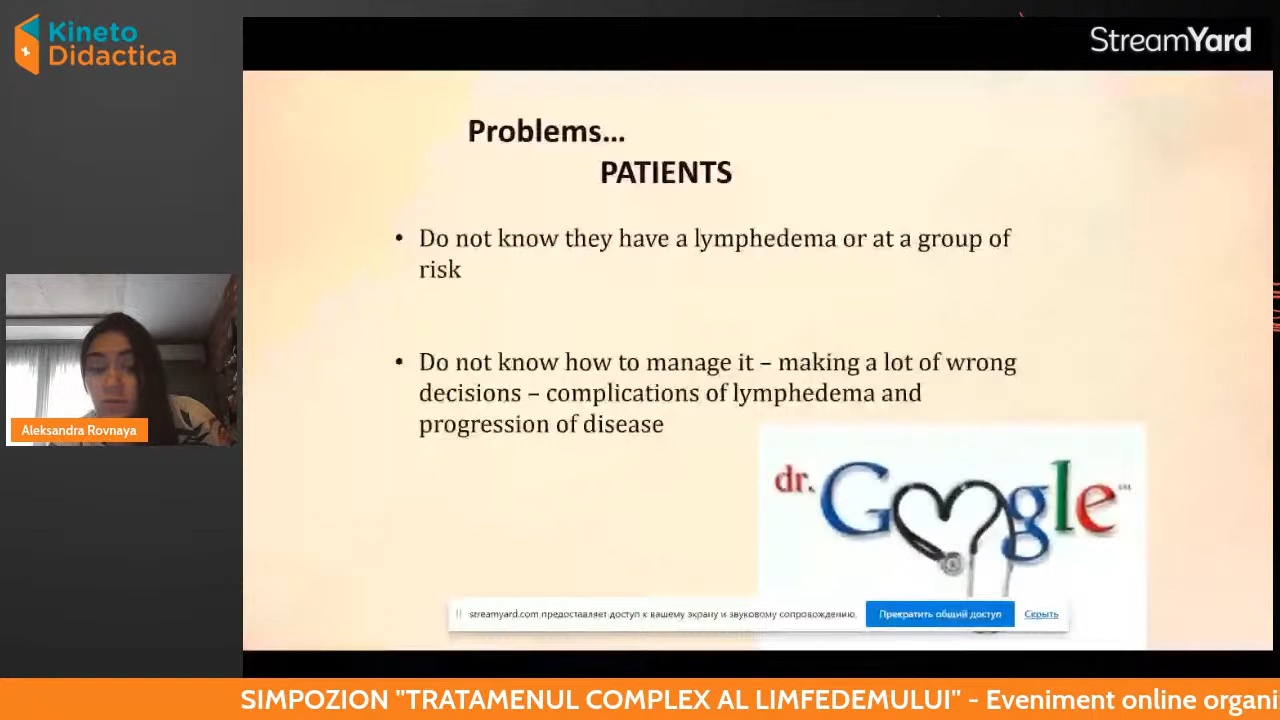 Kineto
Didactica
StreamYard
Problems...
PATIENTS
• Do not know they have a lymphedema or at a group of
risk
• Do not know how to manage it – making a lot of wrong
decisions – complications of lymphedema and
progression of disease
dr. Google
streamyard.com предоставляет доступ к вашему экрану и звуковому сопровождению.
Прекратить общий доступ
Скрыть
Aleksandra Rovnaya
SIMPOZION "TRATAMENUL COMPLEX AL LIMFEDEMULUI" - Eveniment online organi